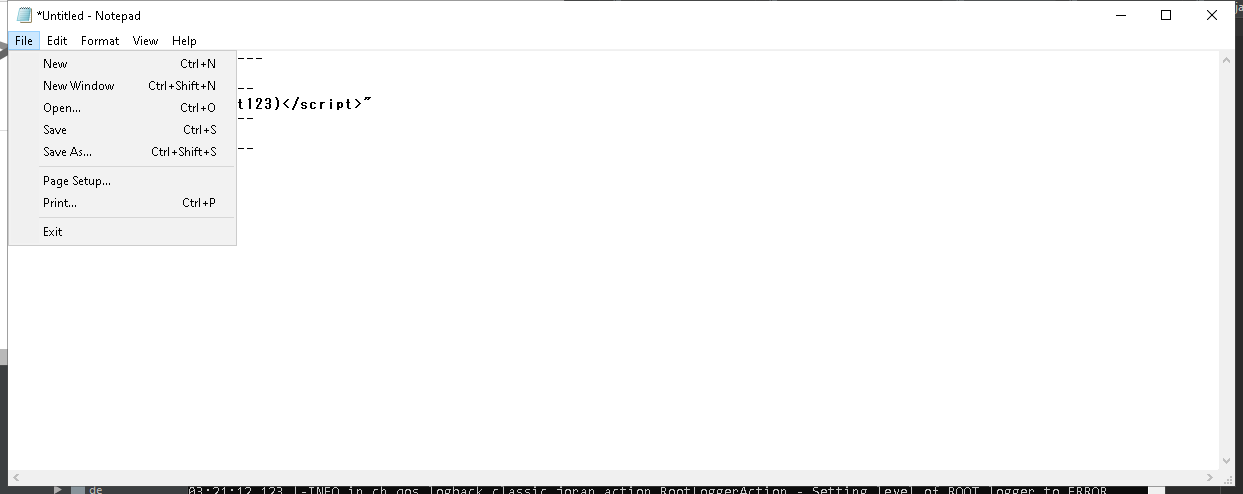 *Untitled - Notepad
File Edit Format View Help
New Ctrl+N
---
New Window Ctrl+Shift+N
--
Open... Ctrl+O
t123)</script>"
Save Ctrl+S
--
Save As... Ctrl+Shift+S
--
Page Setup...
Print... Ctrl+P
Exit
de 03:21:12,123 |-INFO in ch.qos.logback.classic.joran.action.RootLoggerAction - Setting level of ROOT logger to ERROR